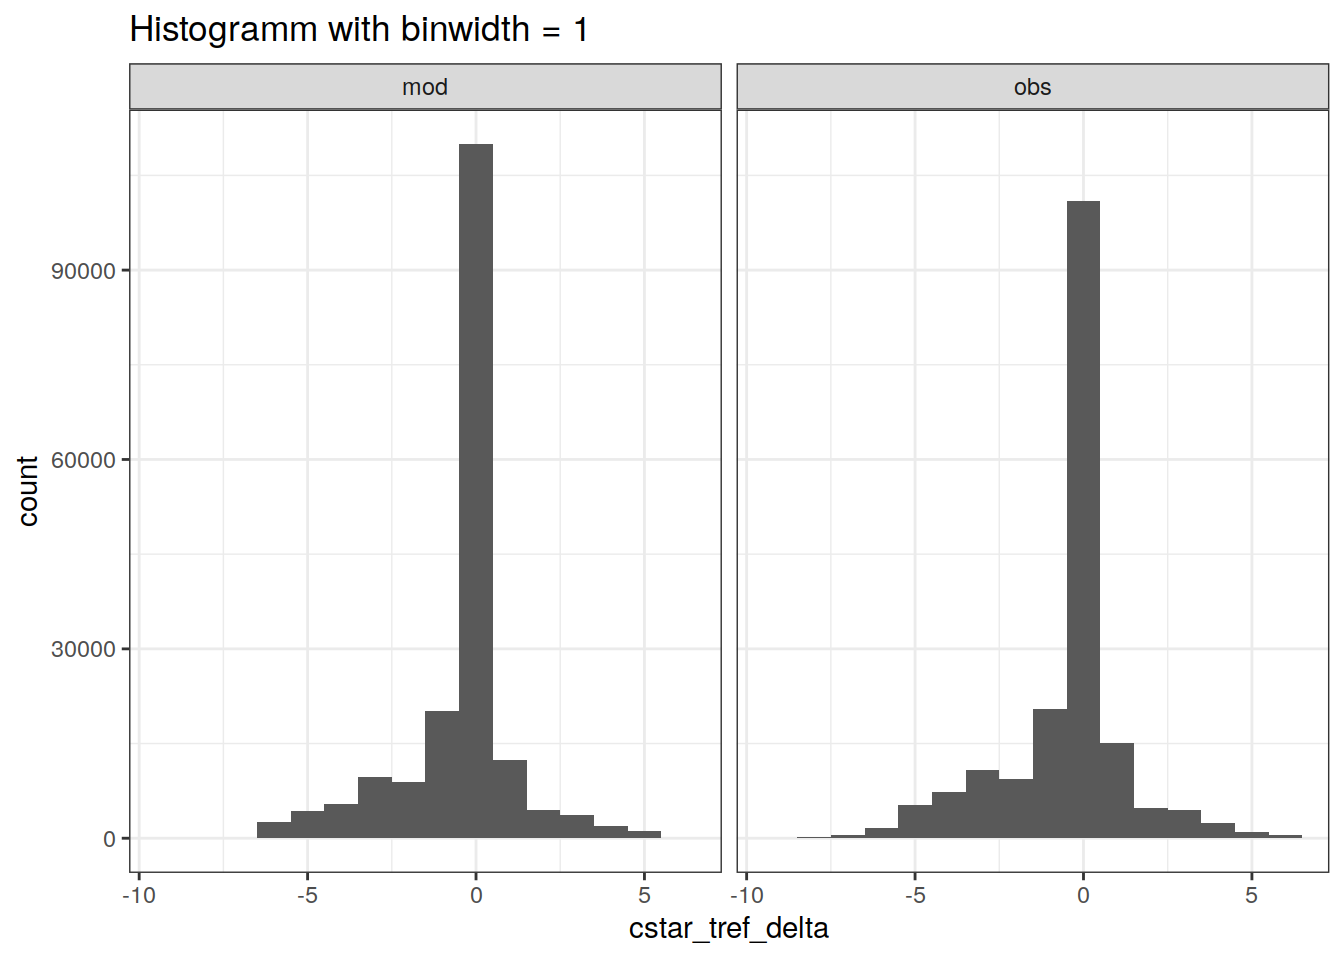 Histogramm with binwidth = 1
mod
obs
90000
60000
30000
0
count
-10
-5
0
5
-10
-5
0
5
cstar_tref_delta